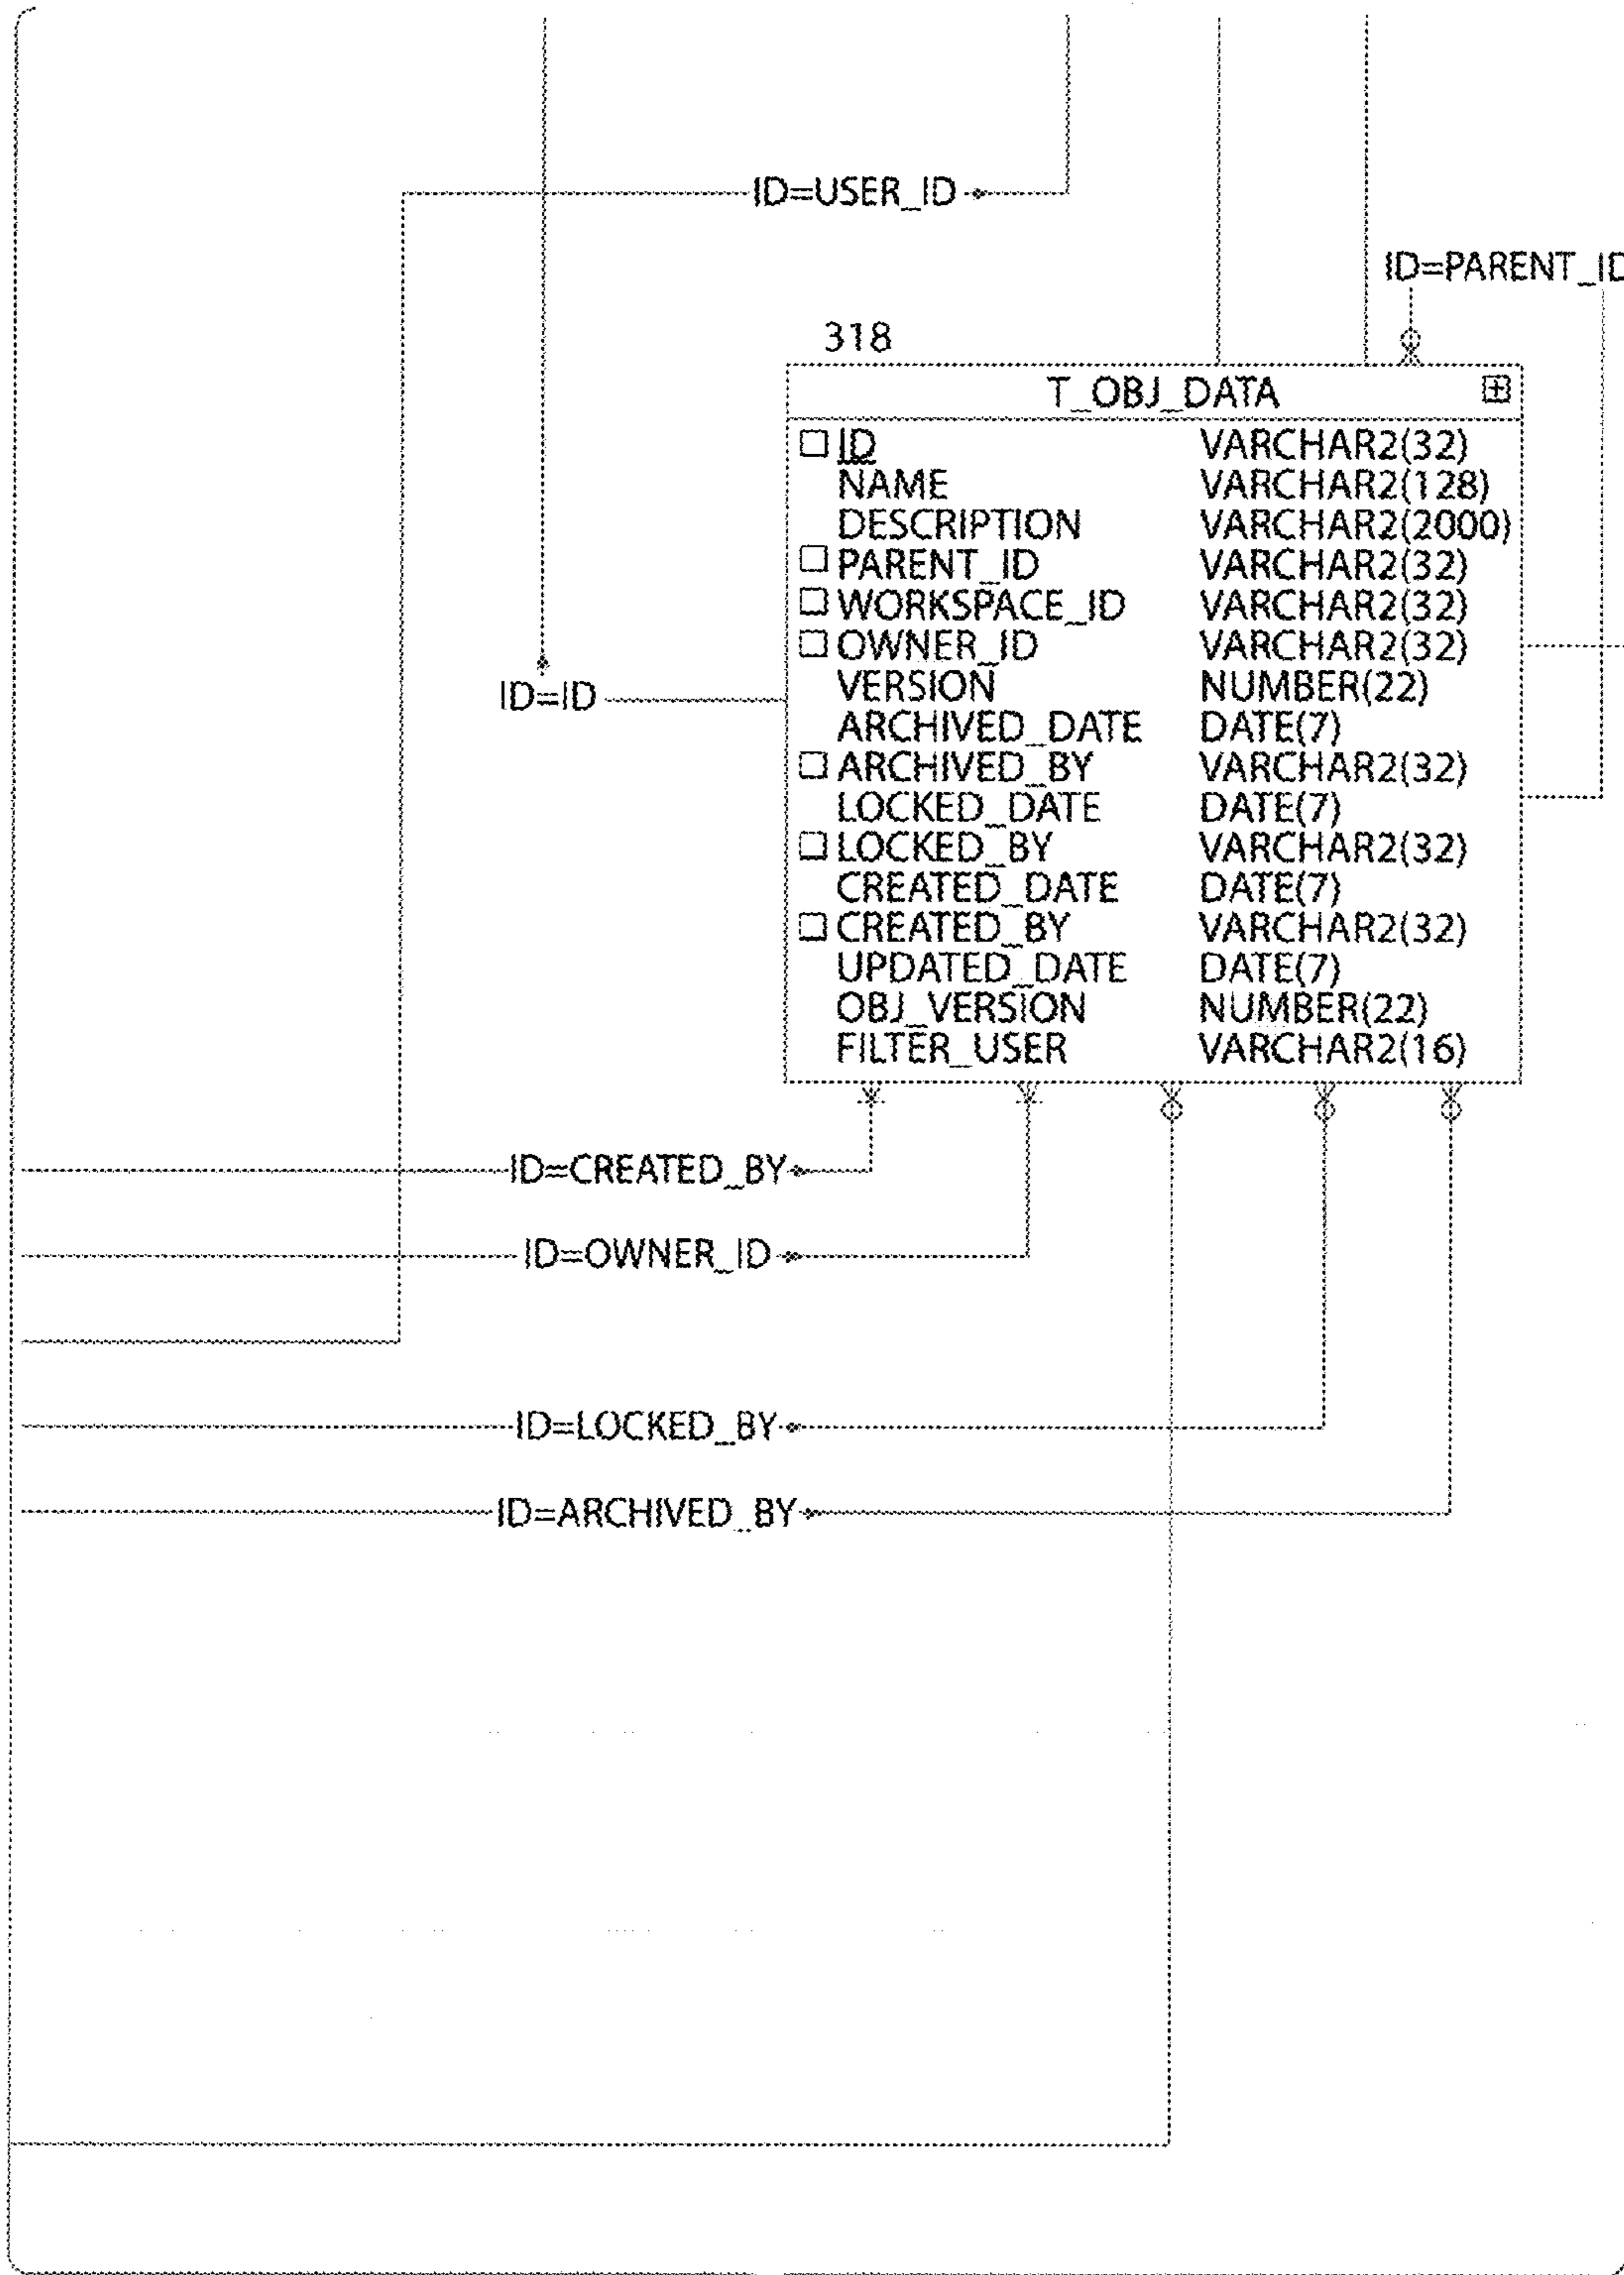 ID=USER_ID
ID=PARENT_ID
318
T_OBJ_DATA
ID VARCHAR2(32)
NAME VARCHAR2(128)
DESCRIPTION VARCHAR2(2000)
PARENT_ID VARCHAR2(32)
WORKSPACE_ID VARCHAR2(32)
OWNER_ID VARCHAR2(32)
VERSION NUMBER(22)
ID=ID
ARCHIVED_DATE DATE(7)
ARCHIVED_BY VARCHAR2(32)
LOCKED_DATE DATE(7)
LOCKED_BY VARCHAR2(32)
CREATED_DATE DATE(7)
CREATED_BY VARCHAR2(32)
UPDATED_DATE DATE(7)
OBJ_VERSION NUMBER(22)
FILTER_USER VARCHAR2(16)
ID=CREATED_BY
ID=OWNER_ID
ID=LOCKED_BY
ID=ARCHIVED_BY